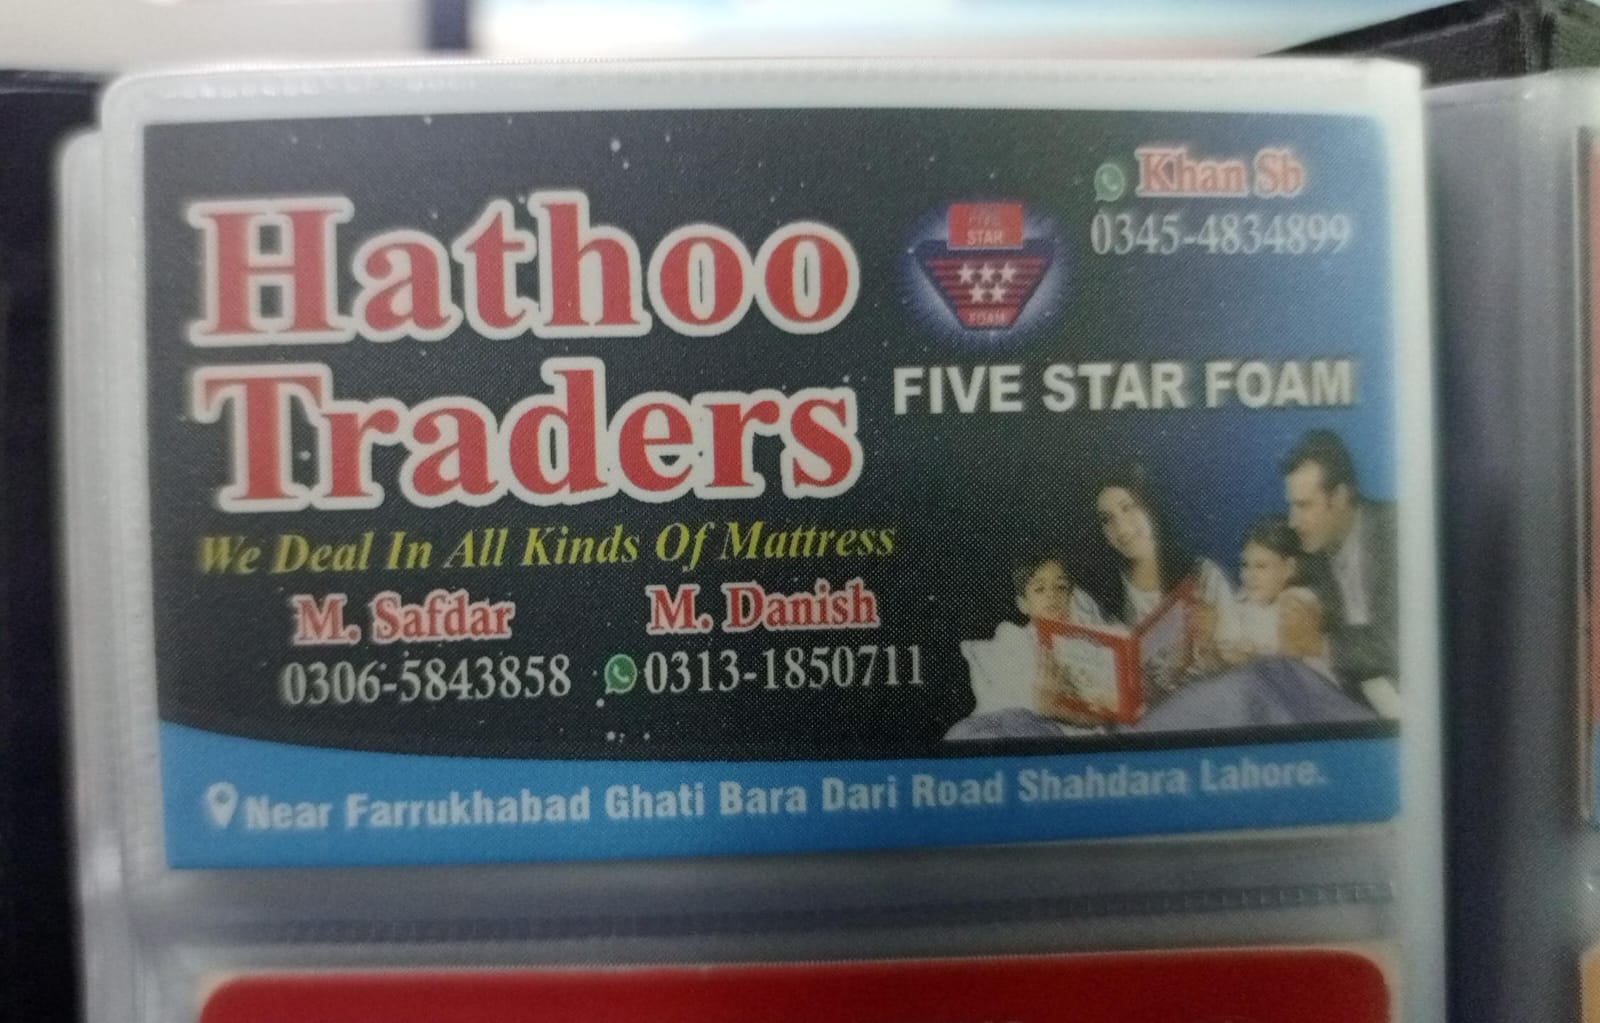 Hathoo
Traders
We Deal In All Kinds Of Mattress
M. Safdar
0306-5843858
M. Danish
0313-1850711
Khan Sb
0345-4834899
FIVE
STAR
FOAM
FIVE STAR FOAM
Near Farrukhabad Ghati Bara Dari Road Shahdara Lahore.